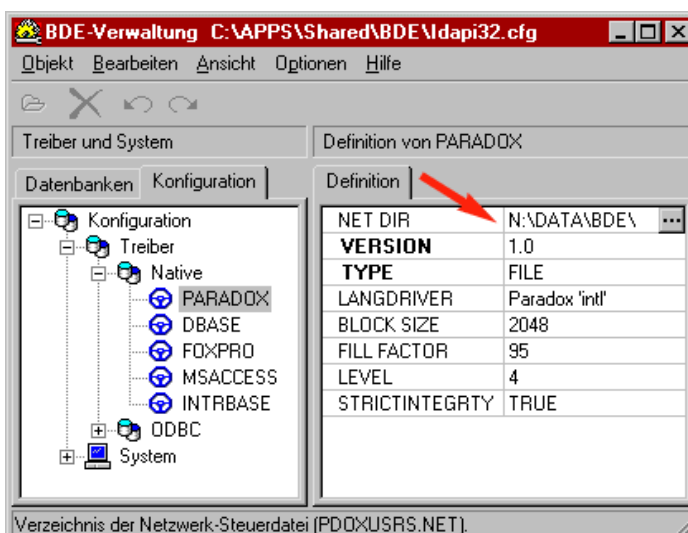 BDE-Verwaltung C:\APPS\Shared\BDE\Idapi32.cfg
Objekt Bearbeiten Ansicht Optionen Hilfe
Treiber und System
Definition von PARADOX
Datenbanken Konfiguration
Definition
Konfiguration
Treiber
Native
PARADOX
DBASE
FOXPRO
MSACCESS
INTRBASE
ODBC
System
NET DIR N:\DATA\BDE\ ...
VERSION 1.0
TYPE FILE
LANGDRIVER Paradox 'intl'
BLOCK SIZE 2048
FILL FACTOR 95
LEVEL 4
STRICTINTEGRTY TRUE
Verzeichnis der Netzwerk-Steuerdatei (PDOXUSRS.NET).